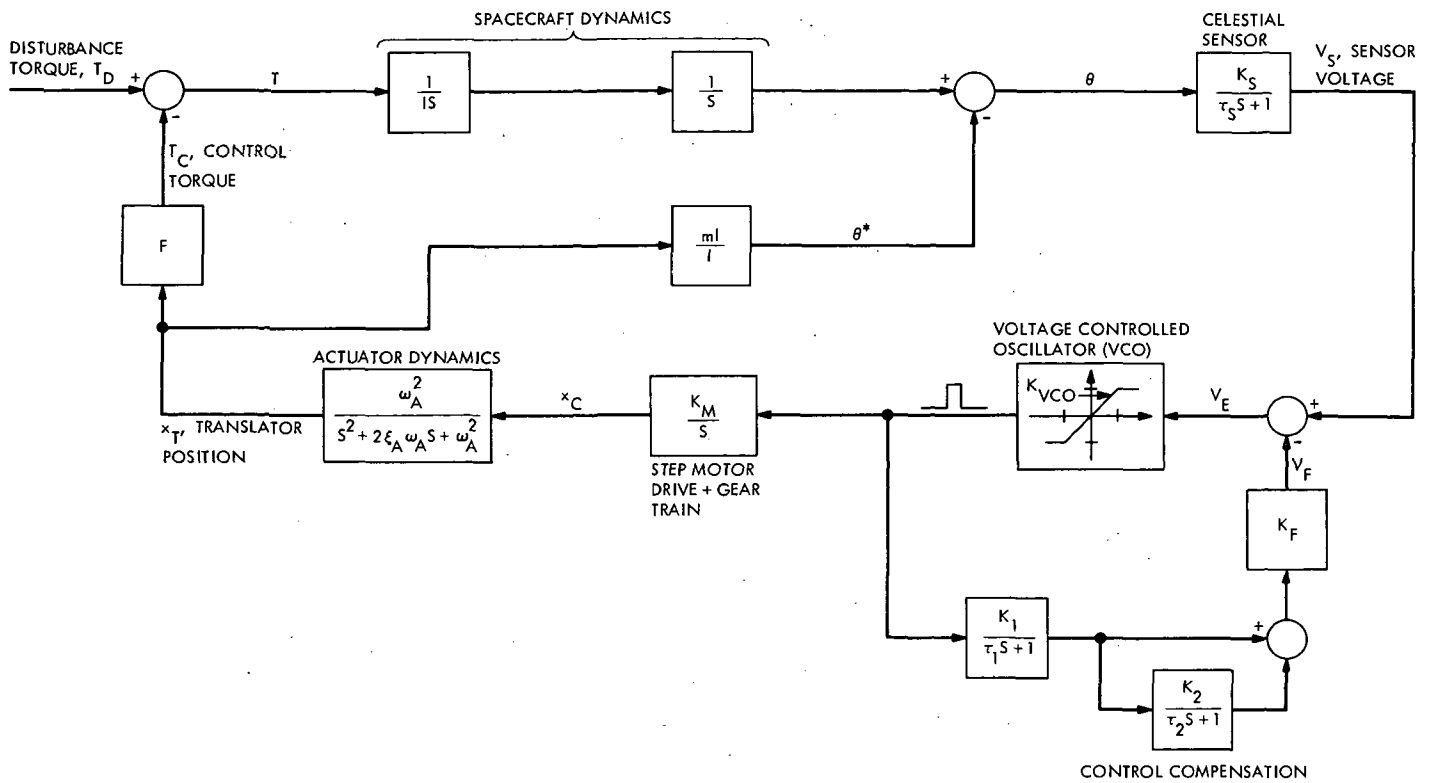 SPACECRAFT DYNAMICS
CELESTIAL
SENSOR
DISTURBANCE
TORQUE, T_D
V_S, SENSOR
VOLTAGE
+
-
T
1
IS
1
S
+
-
θ
K_S
τ_S S + 1
T_C, CONTROL
TORQUE
F
ml
l
θ*
VOLTAGE CONTROLLED
OSCILLATOR (VCO)
K_VCO
V_E
+
-
V_F
K_F
ACTUATOR DYNAMICS
ω_A^2
S^2 + 2 ξ_A ω_A S + ω_A^2
x_T, TRANSLATOR
POSITION
x_C
K_M
S
STEP MOTOR
DRIVE + GEAR
TRAIN
K_1
τ_1 S + 1
+
K_2
τ_2 S + 1
CONTROL COMPENSATION